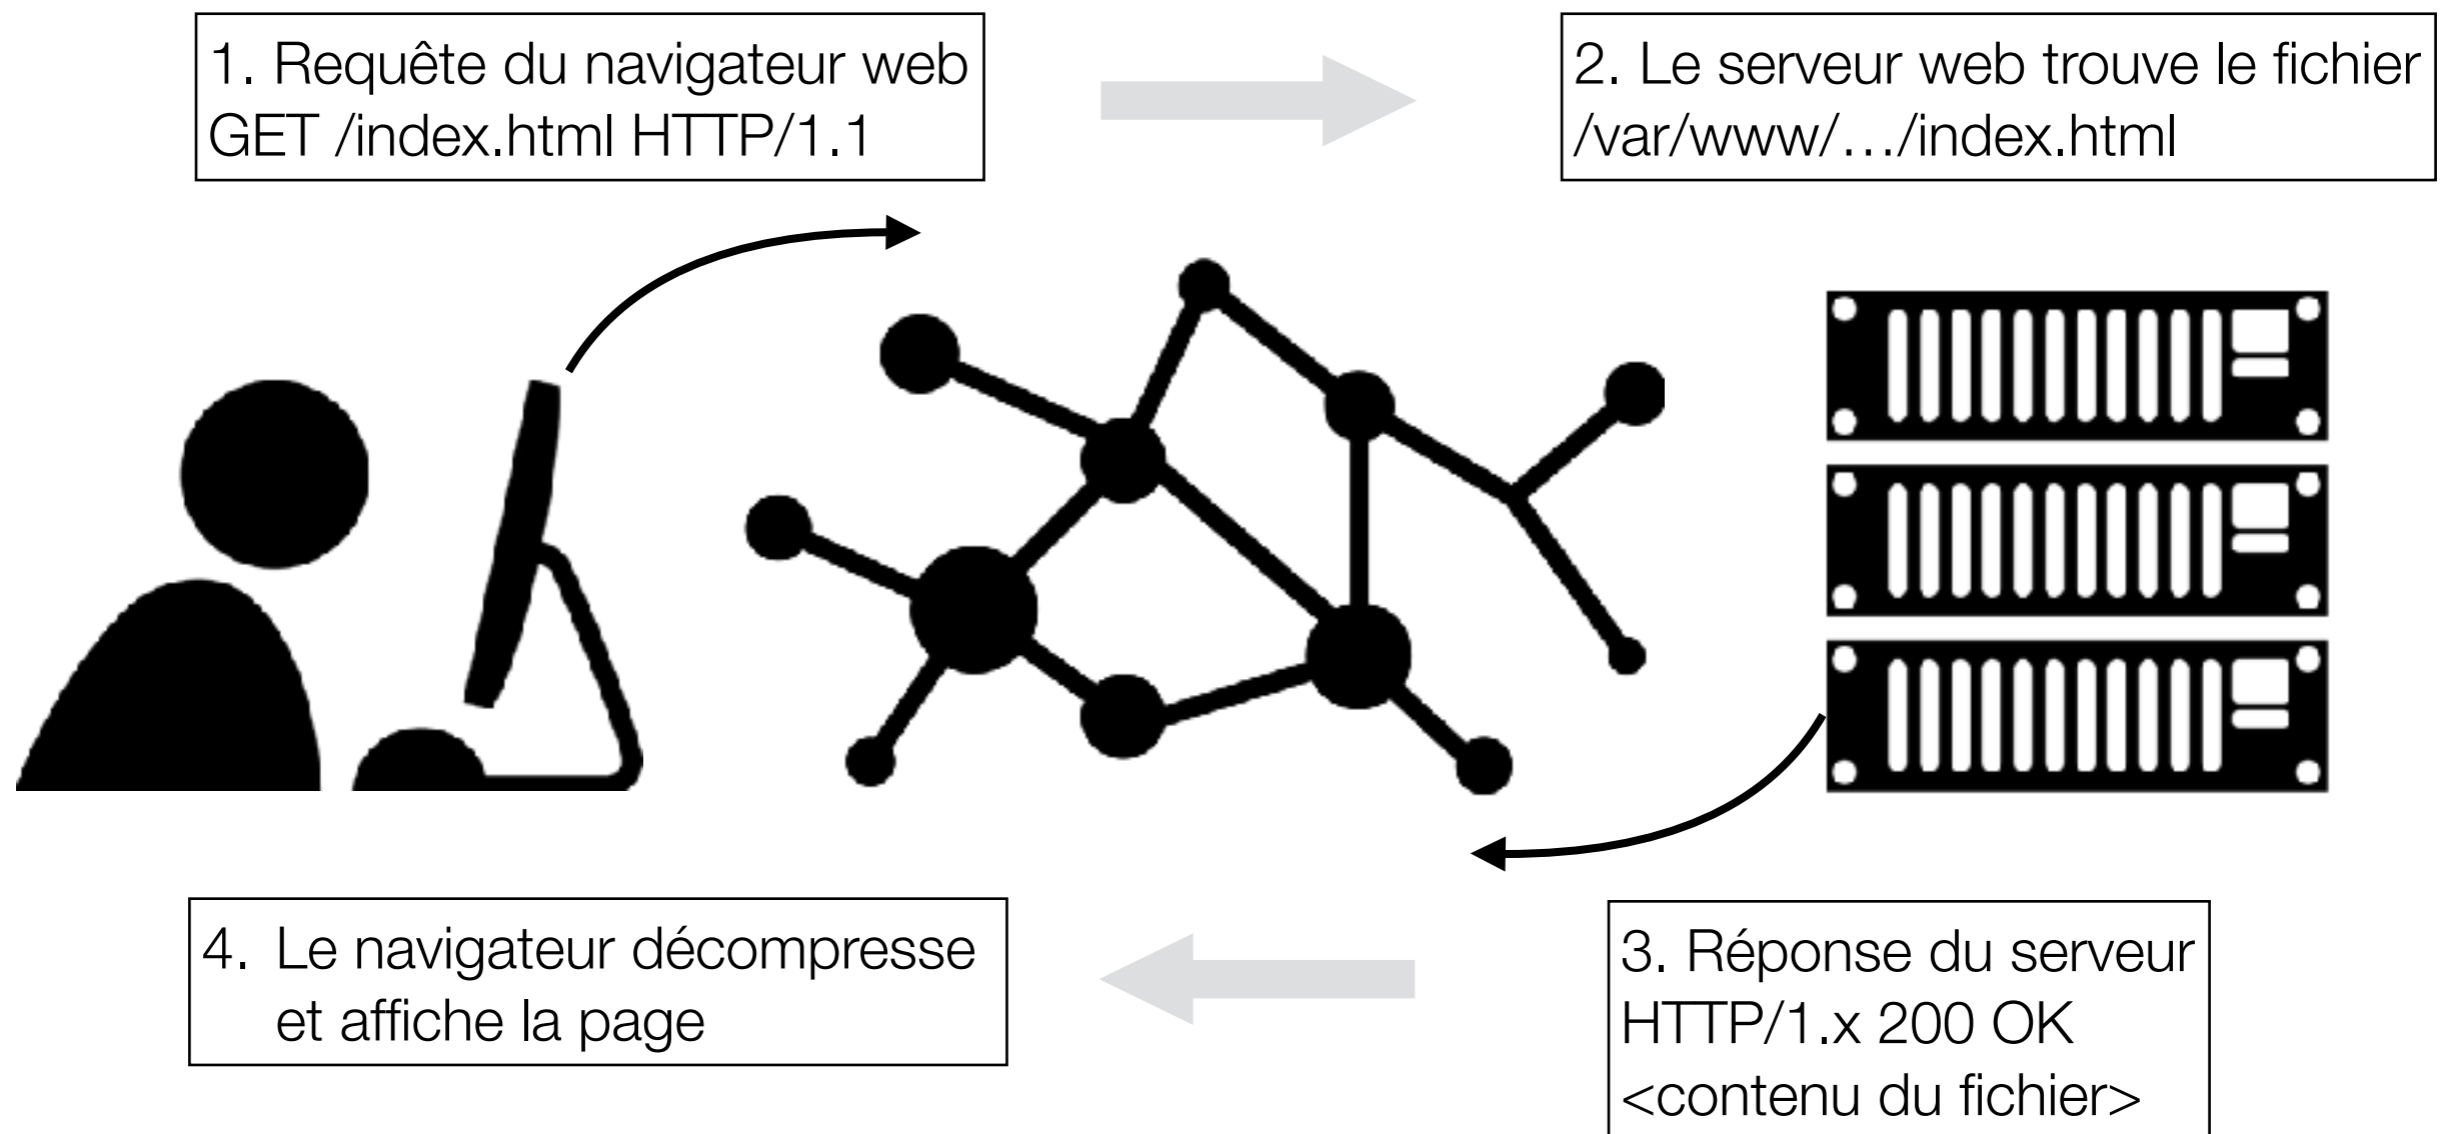 1. Requête du navigateur web
GET /index.html HTTP/1.1
2. Le serveur web trouve le fichier
/var/www/…/index.html
3. Réponse du serveur
HTTP/1.x 200 OK
<contenu du fichier>
4. Le navigateur décompresse
et affiche la page